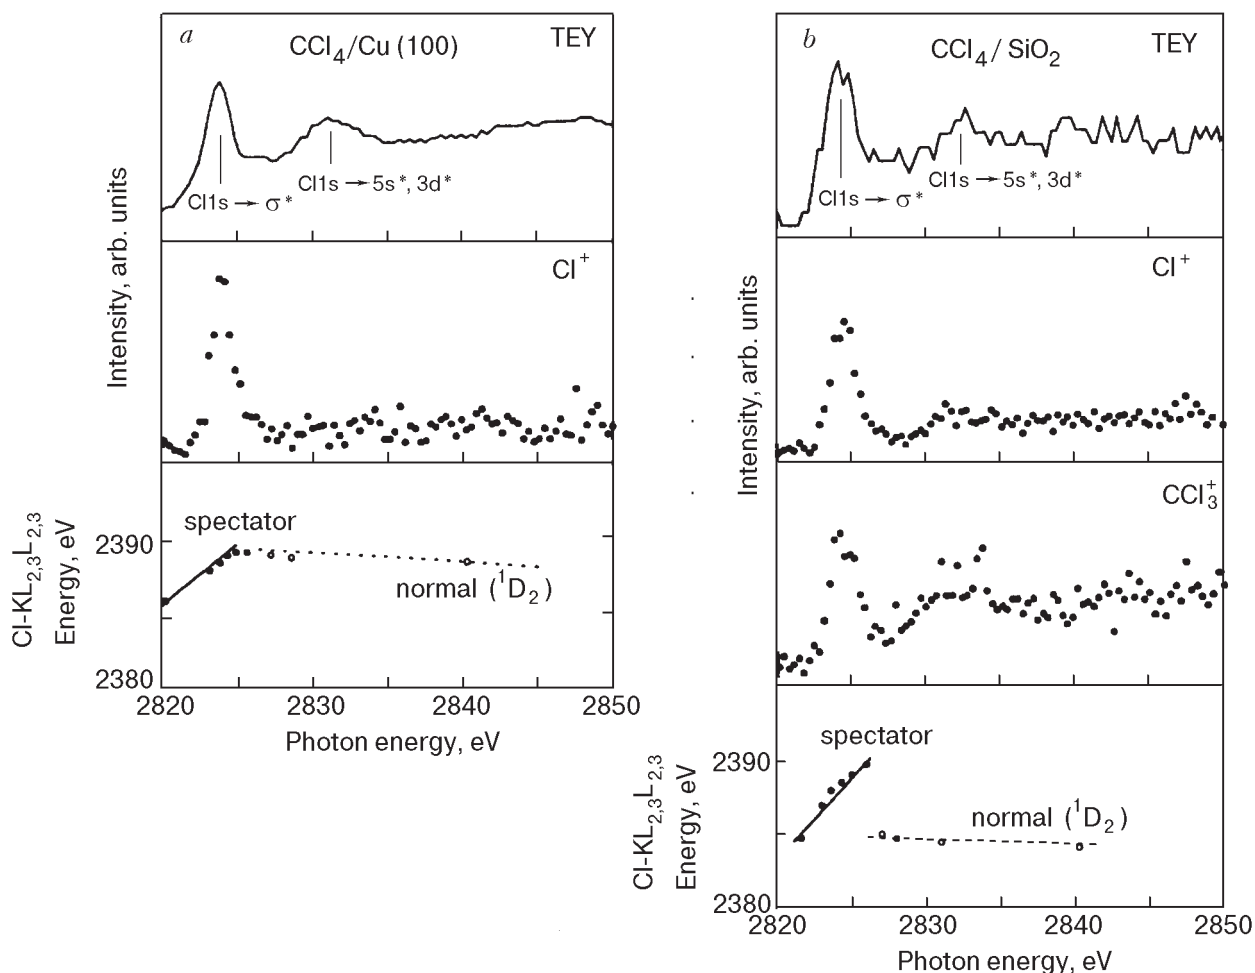 a
CCl4/Cu (100)
TEY
Cl1s → σ*
Cl1s → 5s*, 3d*
Cl+
Intensity, arb. units
spectator
normal (1D2)
2390
2380
Cl-KL2,3L2,3
Energy, eV
2820
2830
2840
2850
Photon energy, eV
b
CCl4/ SiO2
TEY
Cl1s → σ*
Cl1s → 5s*, 3d*
Cl+
Intensity, arb. units
CCl3+
spectator
normal (1D2)
2390
2380
Cl-KL2,3L2,3
Energy, eV
2820
2830
2840
2850
Photon energy, eV